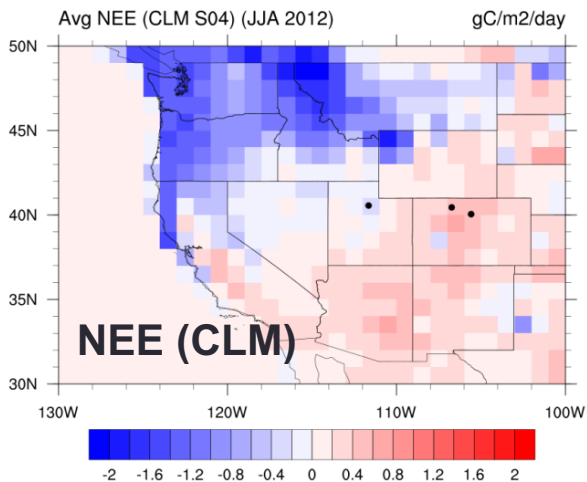 Avg NEE (CLM S04) (JJA 2012) gC/m2/day
50N
45N
40N
35N
NEE (CLM)
30N
130W 120W 110W 100W
-2 -1.6 -1.2 -0.8 -0.4 0 0.4 0.8 1.2 1.6 2